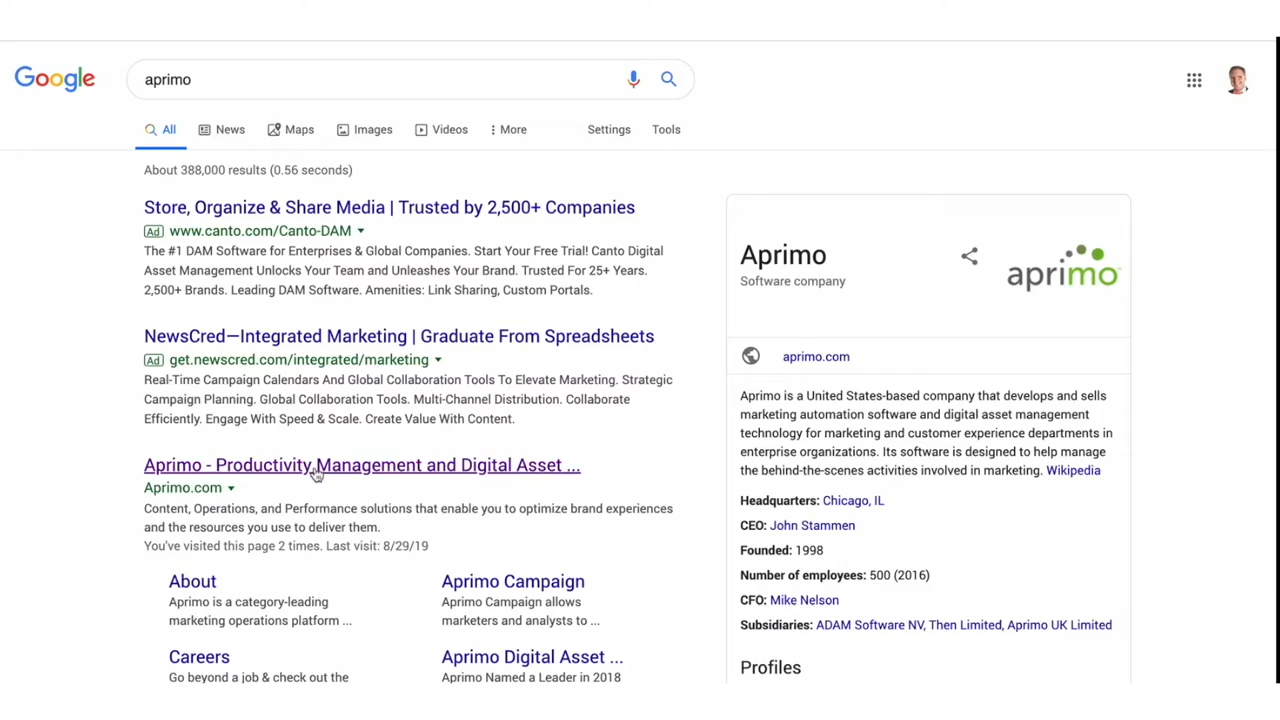 Google
aprimo
All News Maps Images Videos More Settings Tools
About 388,000 results (0.56 seconds)
Store, Organize & Share Media | Trusted by 2,500+ Companies
Ad www.canto.com/Canto-DAM
The #1 DAM Software for Enterprises & Global Companies. Start Your Free Trial! Canto Digital
Asset Management Unlocks Your Team and Unleashes Your Brand. Trusted For 25+ Years.
2,500+ Brands. Leading DAM Software. Amenities: Link Sharing, Custom Portals.
NewsCred—Integrated Marketing | Graduate From Spreadsheets
Ad get.newscred.com/integrated/marketing
Real-Time Campaign Calendars And Global Collaboration Tools To Elevate Marketing. Strategic
Campaign Planning. Global Collaboration Tools. Multi-Channel Distribution. Collaborate
Efficiently. Engage With Speed & Scale. Create Value With Content.
Aprimo - Productivity Management and Digital Asset ...
Aprimo.com
Content, Operations, and Performance solutions that enable you to optimize brand experiences
and the resources you use to deliver them.
You've visited this page 2 times. Last visit: 8/29/19
About
Aprimo is a category-leading
marketing operations platform ...
Aprimo Campaign
Aprimo Campaign allows
marketers and analysts to ...
Careers
Go beyond a job & check out the
Aprimo Digital Asset ...
Aprimo Named a Leader in 2018
Aprimo
Software company
aprimo
aprimo.com
Aprimo is a United States-based company that develops and sells
marketing automation software and digital asset management
technology for marketing and customer experience departments in
enterprise organizations. Its software is designed to help manage
the behind-the-scenes activities involved in marketing. Wikipedia
Headquarters: Chicago, IL
CEO: John Stammen
Founded: 1998
Number of employees: 500 (2016)
CFO: Mike Nelson
Subsidiaries: ADAM Software NV, Then Limited, Aprimo UK Limited
Profiles